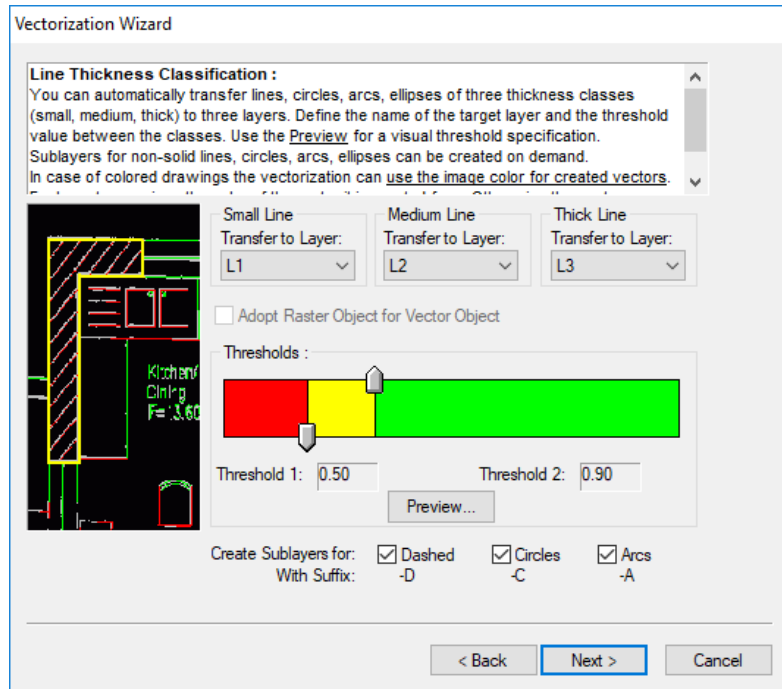 Vectorization Wizard
Line Thickness Classification :
You can automatically transfer lines, circles, arcs, ellipses of three thickness classes
(small, medium, thick) to three layers. Define the name of the target layer and the threshold
value between the classes. Use the Preview for a visual threshold specification.
Sublayers for non-solid lines, circles, arcs, ellipses can be created on demand.
In case of colored drawings the vectorization can use the image color for created vectors.
Small Line
Medium Line
Thick Line
Transfer to Layer:
Transfer to Layer:
Transfer to Layer:
L1
L2
L3
Adopt Raster Object for Vector Object
Kitchen/
Thresholds :
Threshold 1: 0.50
Threshold 2: 0.90
Preview...
Create Sublayers for:
Dashed
Circles
Arcs
With Suffix:
-D
-C
-A
< Back
Next >
Cancel